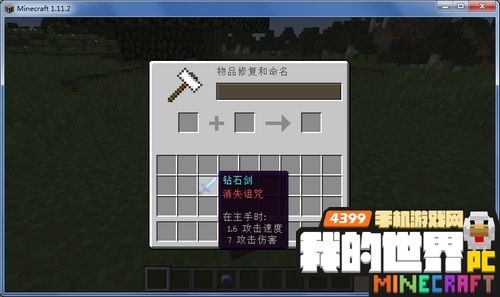 Minecraft 1.11.2
物品修复和命名
钻石剑
消失诅咒
在主手时:
1.6 攻击速度
7 攻击伤害
4399手机游戏网
我的世界PC
MINECRAFT